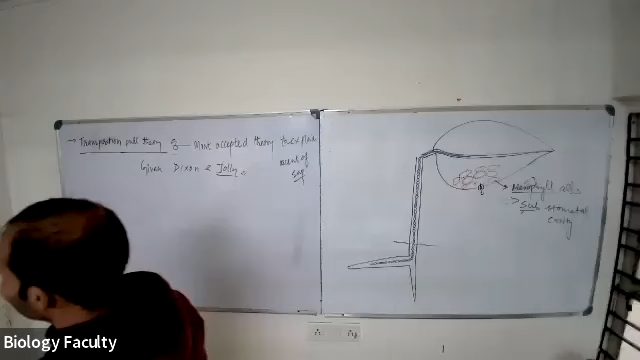 → Transpiration pull theory :— Most accepted theory to explain
ment of
sap
Given Dixon & Jolly.
→ Mesophyll cells
→ Sub stomatal
cavity
Biology Faculty